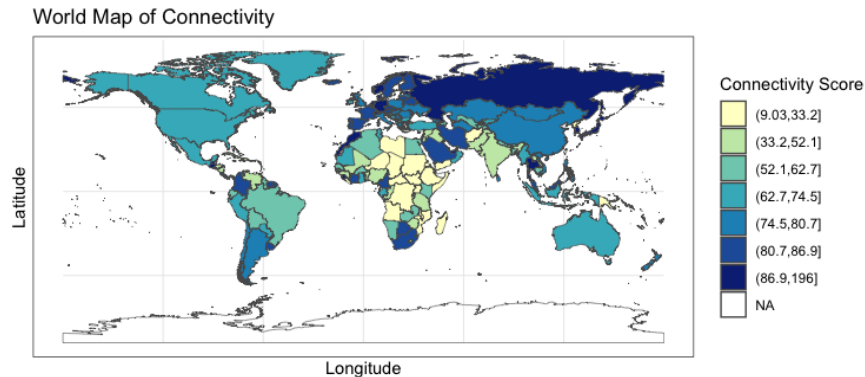 World Map of Connectivity
Latitude
Longitude
Connectivity Score
(9.03,33.2]
(33.2,52.1]
(52.1,62.7]
(62.7,74.5]
(74.5,80.7]
(80.7,86.9]
(86.9,196]
NA